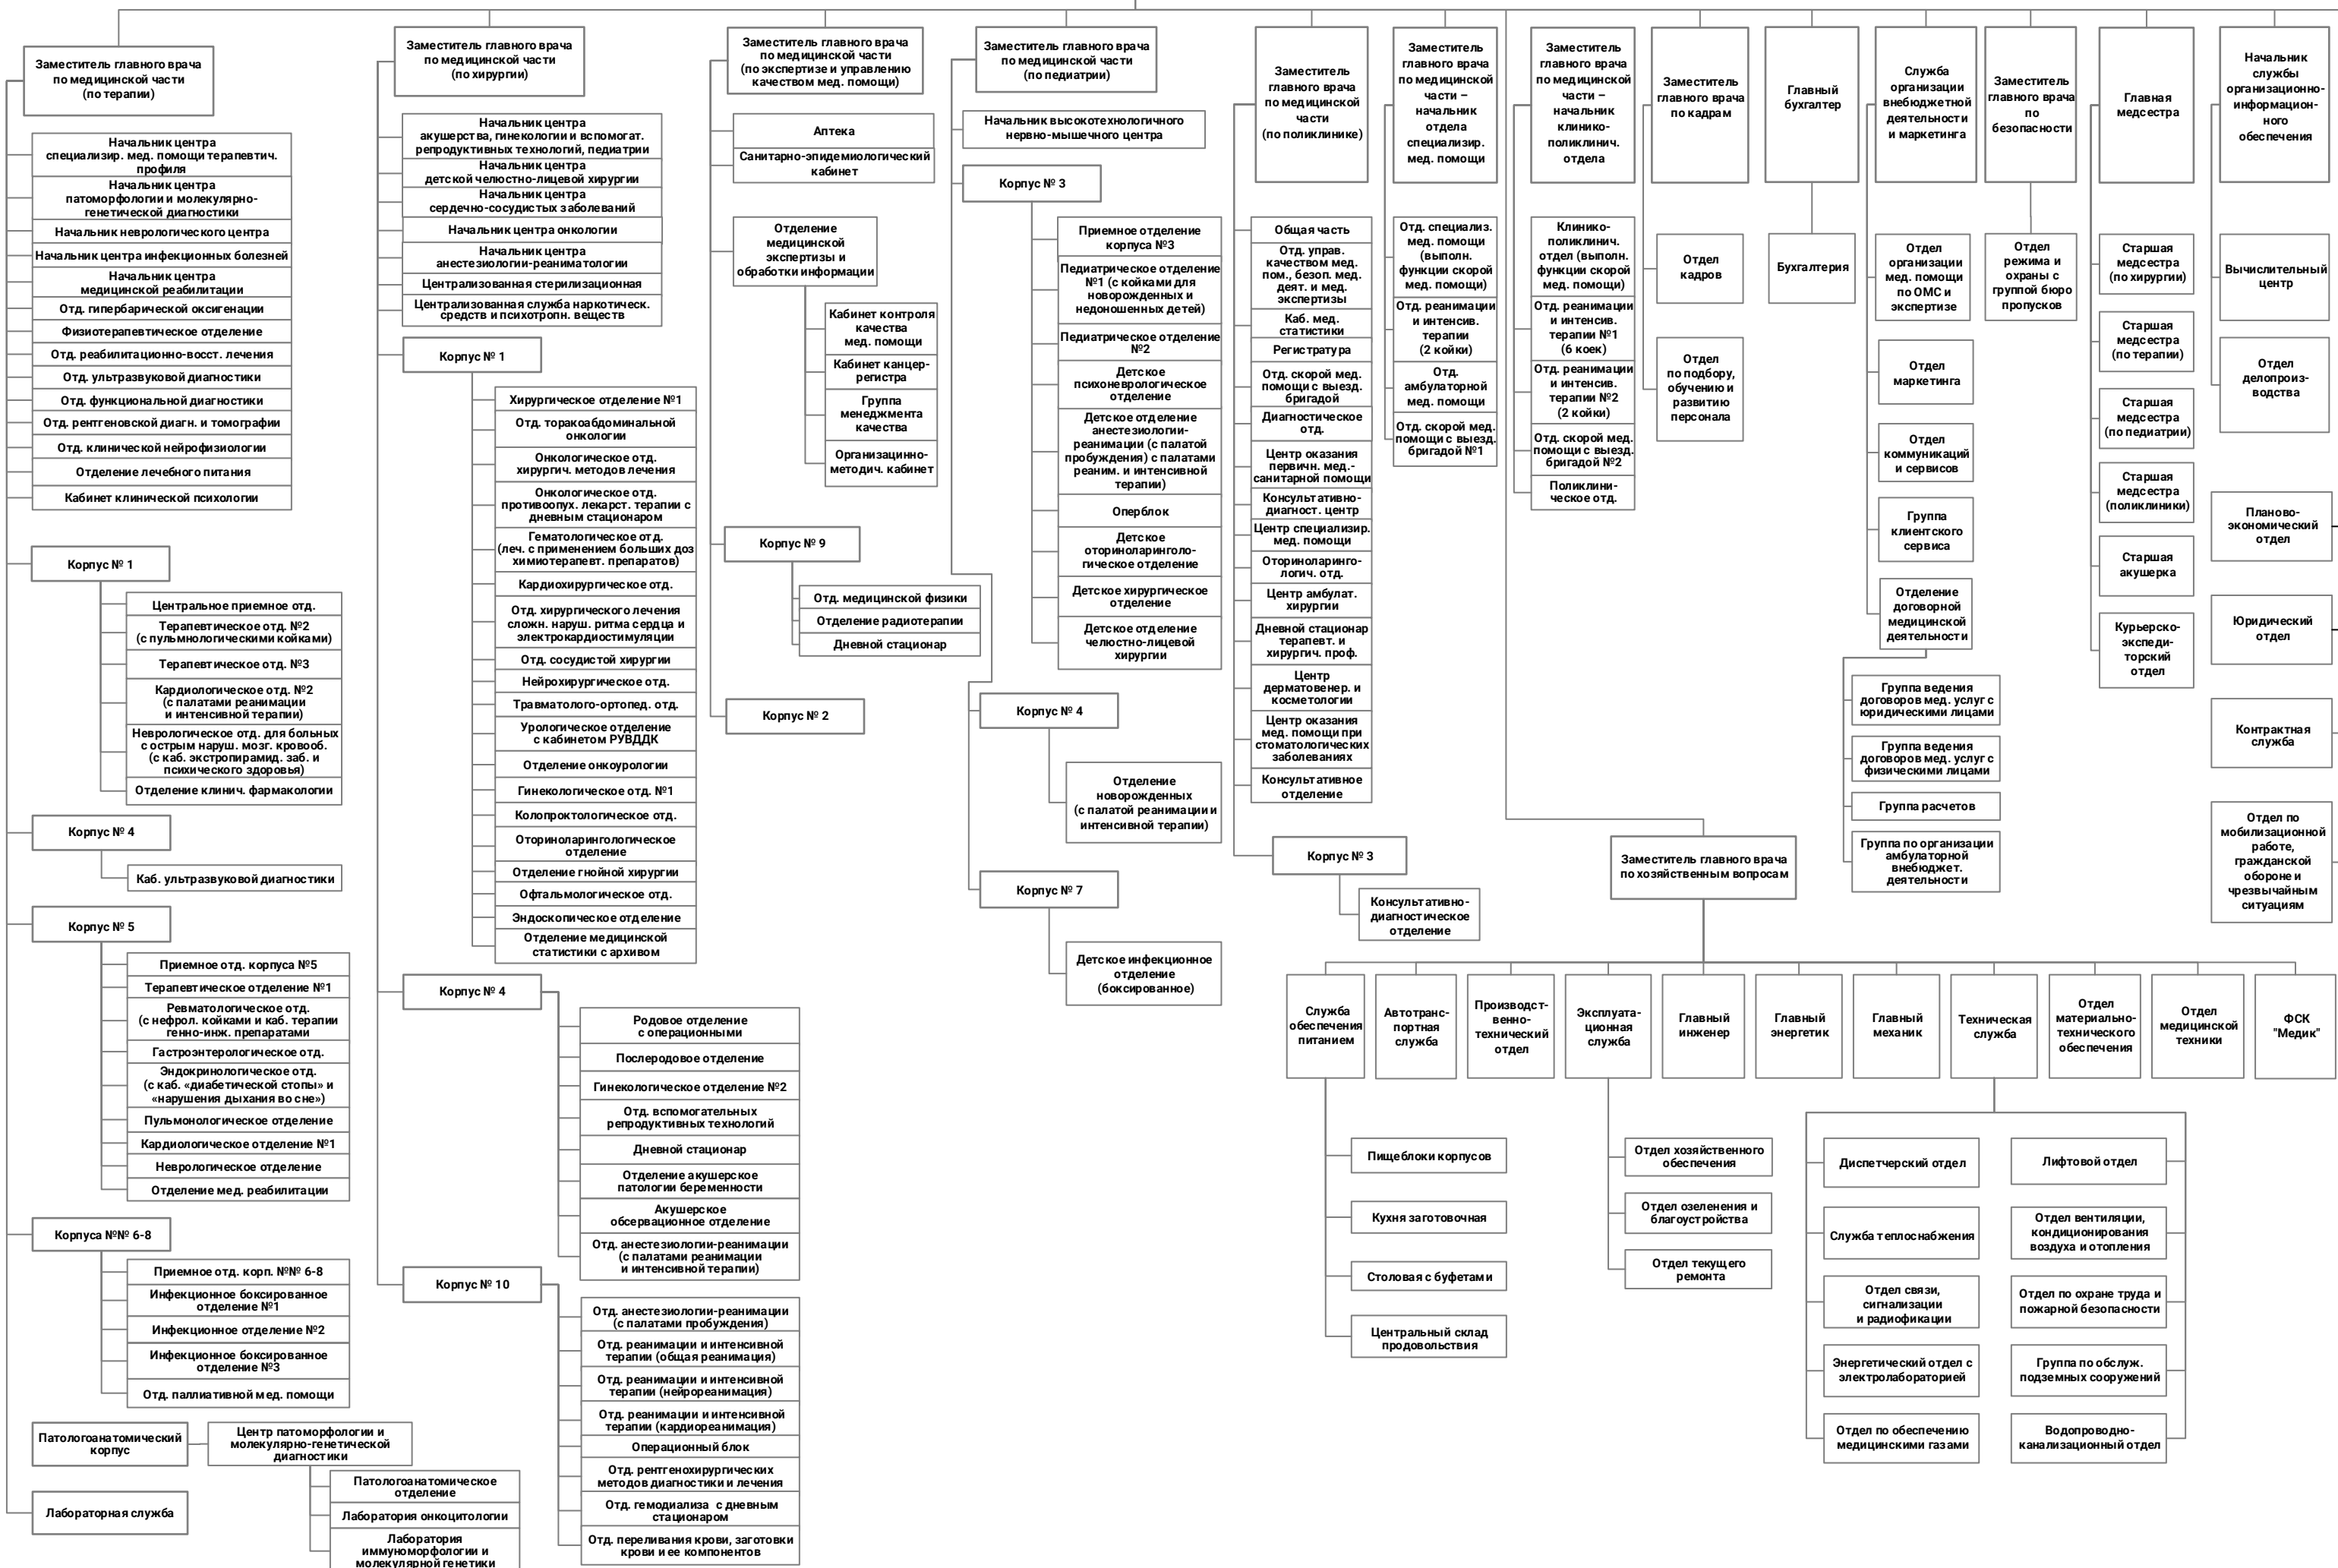 Заместитель главного врача
по медицинской части
(по терапии)
Начальник центра
специализир. мед. помощи терапевтич.
профиля
Начальник центра
патоморфологии и молекулярно-
генетической диагностики
Начальник неврологического центра
Начальник центра инфекционных болезней
Начальник центра
медицинской реабилитации
Отд. гипербарической оксигенации
Физиотерапевтическое отделение
Отд. реабилитационно-восст. лечения
Отд. ультразвуковой диагностики
Отд. функциональной диагностики
Отд. рентгеновской диагн. и томографии
Отд. клинической нейрофизиологии
Отделение лечебного питания
Кабинет клинической психологии
Корпус № 1
Центральное приемное отд.
Терапевтическое отд. №2
(с пульмнологическими койками)
Терапевтическое отд. №3
Кардиологическое отд. №2
(с палатами реанимации
и интенсивной терапии)
Неврологическое отд. для больных
с острым наруш. мозг. кровооб.
(с каб. экстропирамид. заб. и
психического здоровья)
Отделение клинич. фармакологии
Корпус № 4
Каб. ультразвуковой диагностики
Корпус № 5
Приемное отд. корпуса №5
Терапевтическое отделение №1
Ревматологическое отд.
(с нефрол. койками и каб. терапии
генно-инж. препаратами
Гастроэнтерологическое отд.
Эндокринологическое отд.
(с каб. «диабетической стопы» и
«нарушения дыхания во сне»)
Пульмонологическое отделение
Кардиологическое отделение №1
Неврологическое отделение
Отделение мед. реабилитации
Корпуса №№ 6-8
Приемное отд. корп. №№ 6-8
Инфекционное боксированное
отделение №1
Инфекционное отделение №2
Инфекционное боксированное
отделение №3
Отд. паллиативной мед. помощи
Патологоанатомический
корпус
Центр патоморфологии и
молекулярно-генетической
диагностики
Патологоанатомическое
отделение
Лаборатория онкоцитологии
Лаборатория
иммуноморфологии и
молекулярной генетики
Лабораторная служба
Заместитель главного врача
по медицинской части
(по хирургии)
Начальник центра
акушерства, гинекологии и вспомогат.
репродуктивных технологий, педиатрии
Начальник центра
детской челюстно-лицевой хирургии
Начальник центра
сердечно-сосудистых заболеваний
Начальник центра онкологии
Начальник центра
анестезиологии-реаниматологии
Централизованная стерилизационная
Централизованная служба наркотическ.
средств и психотропн. веществ
Корпус № 1
Хирургическое отделение №1
Отд. торакоабдоминальной
онкологии
Онкологическое отд.
хирургич. методов лечения
Онкологическое отд.
противоопух. лекарст. терапии с
дневным стационаром
Гематологическое отд.
(леч. с применением больших доз
химиотерапевт. препаратов)
Кардиохирургическое отд.
Отд. хирургического лечения
сложн. наруш. ритма сердца и
электрокардиостимуляции
Отд. сосудистой хирургии
Нейрохирургическое отд.
Травматолого-ортопед. отд.
Урологическое отделение
с кабинетом РУВДДК
Отделение онкоурологии
Гинекологическое отд. №1
Колопроктологическое отд.
Оториноларингологическое
отделение
Отделение гнойной хирургии
Офтальмологическое отд.
Эндоскопическое отделение
Отделение медицинской
статистики с архивом
Корпус № 4
Родовое отделение
с операционными
Послеродовое отделение
Гинекологическое отделение №2
Отд. вспомогательных
репродуктивных технологий
Дневной стационар
Отделение акушерское
патологии беременности
Акушерское
обсервационное отделение
Отд. анестезиологии-реанимации
(с палатами реанимации
и интенсивной терапии)
Корпус № 10
Отд. анестезиологии-реанимации
(с палатами пробуждения)
Отд. реанимации и интенсивной
терапии (общая реанимация)
Отд. реанимации и интенсивной
терапии (нейрореанимация)
Отд. реанимации и интенсивной
терапии (кардиореанимация)
Операционный блок
Отд. рентгенохирургических
методов диагностики и лечения
Отд. гемодиализа с дневным
стационаром
Отд. переливания крови, заготовки
крови и ее компонентов
Заместитель главного врача
по медицинской части
(по экспертизе и управлению
качеством мед. помощи)
Аптека
Санитарно-эпидемиологический
кабинет
Отделение
медицинской
экспертизы и
обработки информации
Кабинет контроля
качества
мед. помощи
Кабинет канцер-
регистра
Группа
менеджмента
качества
Организационно-
методич. кабинет
Корпус № 9
Отд. медицинской физики
Отделение радиотерапии
Дневной стационар
Корпус № 2
Заместитель главного врача
по медицинской части
(по педиатрии)
Начальник высокотехнологичного
нервно-мышечного центра
Корпус № 3
Приемное отделение
корпуса №3
Педиатрическое отделение
№1 (с койками для
новорожденных и
недоношенных детей)
Педиатрическое отделение
№2
Детское
психоневрологическое
отделение
Детское отделение
анестезиологии-
реанимации (с палатой
пробуждения) с палатами
реаним. и интенсивной
терапии)
Оперблок
Детское
оториноларинголо-
гическое отделение
Детское хирургическое
отделение
Детское отделение
челюстно-лицевой
хирургии
Корпус № 4
Отделение
новорожденных
(с палатой реанимации и
интенсивной терапии)
Корпус № 7
Детское инфекционное
отделение
(боксированное)
Заместитель
главного врача
по медицинской
части
(по поликлинике)
Общая часть
Отд. управ.
качеством мед.
пом., безоп. мед.
деят. и мед.
экспертизы
Каб. мед.
статистики
Регистратура
Отд. скорой мед.
помощи с выезд.
бригадой
Диагностическое
отд.
Центр оказания
первичн. мед.-
санитарной помощи
Консультативно-
диагност. центр
Центр специализир.
мед. помощи
Оториноларинго-
логич. отд.
Центр амбулат.
хирургии
Дневной стационар
терапевт. и
хирургич. проф.
Центр
дерматовенер. и
косметологии
Центр оказания
мед. помощи при
стоматологических
заболеваниях
Консультативное
отделение
Корпус № 3
Консультативно-
диагностическое
отделение
Заместитель
главного врача
по медицинской
части –
начальник
отдела
специализир.
мед. помощи
Отд. специализ.
мед. помощи
(выполн.
функции скорой
мед. помощи)
Отд. реанимации
и интенсив.
терапии
(2 койки)
Отд.
амбулаторной
мед. помощи
Отд. скорой мед.
помощи с выезд.
бригадой №1
Заместитель
главного врача
по медицинской
части –
начальник
клинико-
поликлинич.
отдела
Клинико-
поликлинич.
отдел (выполн.
функции скорой
мед. помощи)
Отд. реанимации
и интенсив.
терапии №1
(6 коек)
Отд. реанимации
и интенсив.
терапии №2
(2 койки)
Отд. скорой мед.
помощи с выезд.
бригадой №2
Поликлини-
ческое отд.
Заместитель
главного врача
по кадрам
Отдел
кадров
Отдел
по подбору,
обучению и
развитию
персонала
Главный
бухгалтер
Бухгалтерия
Служба
организации
внебюджетной
деятельности
и маркетинга
Отдел
организации
мед. помощи
по ОМС и
экспертизе
Отдел
маркетинга
Отдел
коммуникаций
и сервисов
Группа
клиентского
сервиса
Отделение
договорной
медицинской
деятельности
Группа ведения
договоров мед. услуг с
юридическими лицами
Группа ведения
договоров мед. услуг с
физическими лицами
Группа расчетов
Группа по организации
амбулаторной
внебюджет.
деятельности
Заместитель
главного врача
по
безопасности
Отдел
режима и
охраны с
группой бюро
пропусков
Главная
медсестра
Старшая
медсестра
(по хирургии)
Старшая
медсестра
(по терапии)
Старшая
медсестра
(по педиатрии)
Старшая
медсестра
(поликлиники)
Старшая
акушерка
Курьерско-
экспеди-
торский
отдел
Начальник
службы
организационно-
информацион-
ного
обеспечения
Вычислительный
центр
Отдел
делопроиз-
водства
Планово-
экономический
отдел
Юридический
отдел
Контрактная
служба
Отдел по
мобилизационной
работе,
гражданской
обороне и
чрезвычайным
ситуациям
Заместитель главного врача
по хозяйственным вопросам
Служба
обеспечения
питанием
Автотранс-
портная
служба
Производст-
венно-
технический
отдел
Эксплуата-
ционная
служба
Главный
инженер
Главный
энергетик
Главный
механик
Техническая
служба
Отдел
материально-
технического
обеспечения
Отдел
медицинской
техники
ФСК
"Медик"
Пищеблоки корпусов
Кухня заготовочная
Столовая с буфетами
Центральный склад
продовольствия
Отдел хозяйственного
обеспечения
Отдел озеленения и
благоустройства
Отдел текущего
ремонта
Диспетчерский отдел
Служба теплоснабжения
Отдел связи,
сигнализации
и радиофикации
Энергетический отдел с
электролабораторией
Отдел по обеспечению
медицинскими газами
Лифтовой отдел
Отдел вентиляции,
кондиционирования
воздуха и отопления
Отдел по охране труда и
пожарной безопасности
Группа по обслуж.
подземных сооружений
Водопроводно-
канализационный отдел